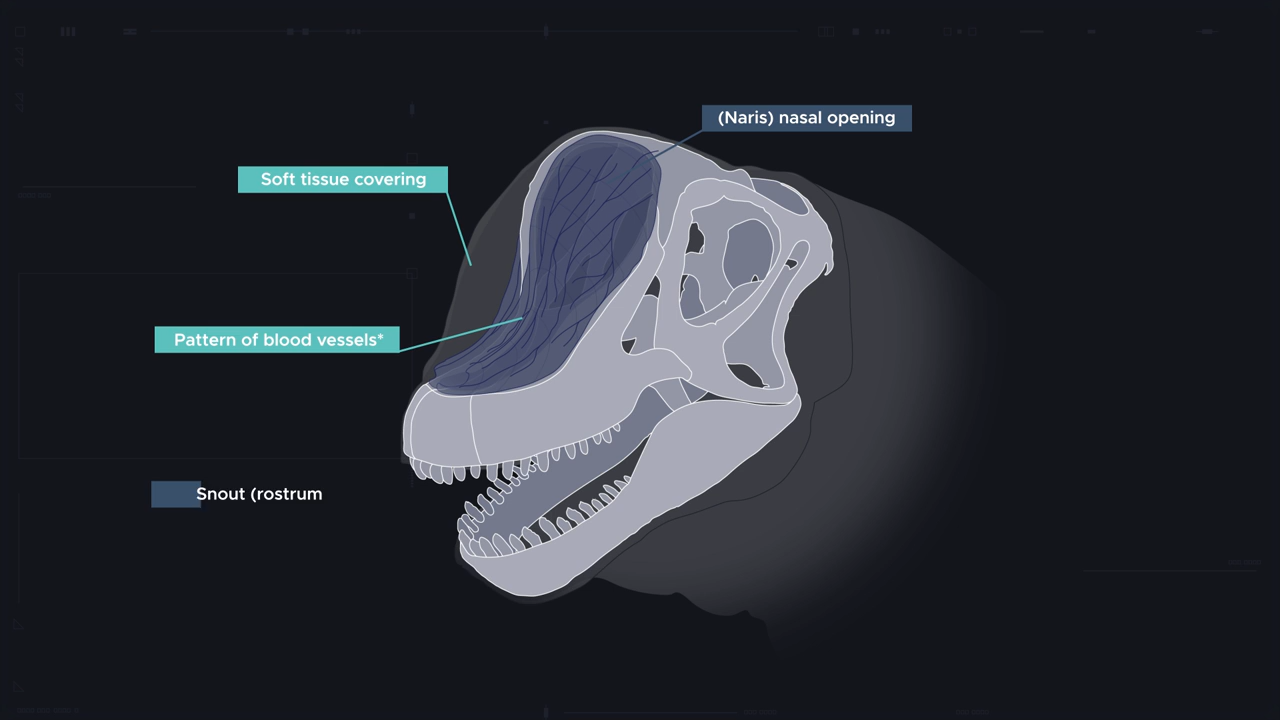 (Naris) nasal opening
Soft tissue covering
Pattern of blood vessels*
Snout (rostrum